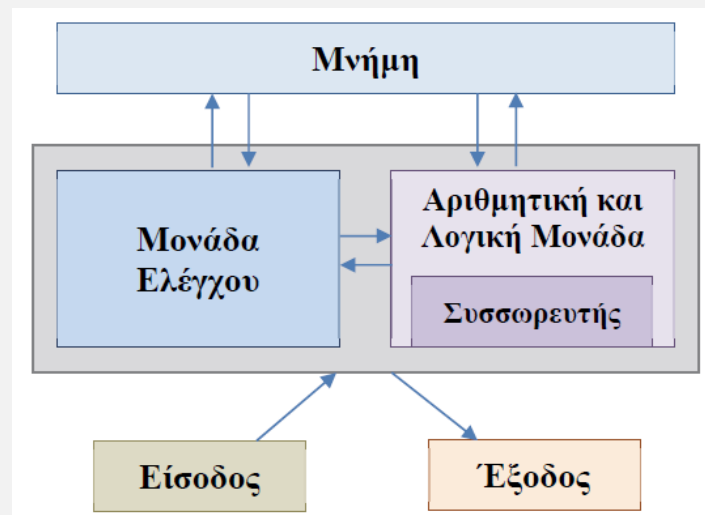 Μνήμη
Μονάδα
Ελέγχου
Αριθμητική και
Λογική Μονάδα
Συσσωρευτής
Είσοδος
Έξοδος